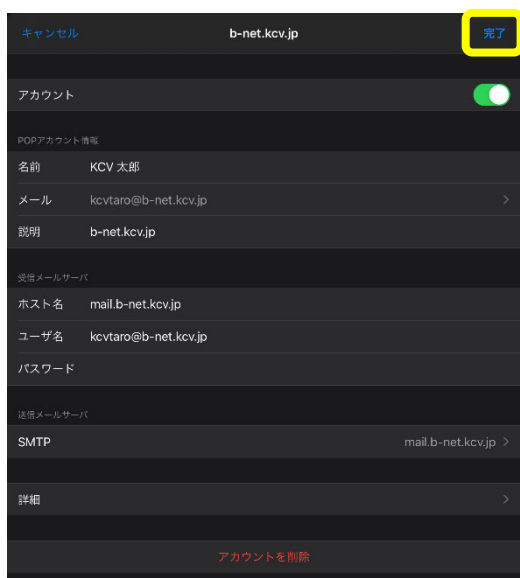 キャンセル b-net.kcv.jp 完了
アカウント
POPアカウント情報
名前 KCV 太郎
メール kcvtaro@b-net.kcv.jp
説明 b-net.kcv.jp
受信メールサーバ
ホスト名 mail.b-net.kcv.jp
ユーザ名 kcvtaro@b-net.kcv.jp
パスワード
送信メールサーバ
SMTP mail.b-net.kcv.jp
詳細
アカウントを削除